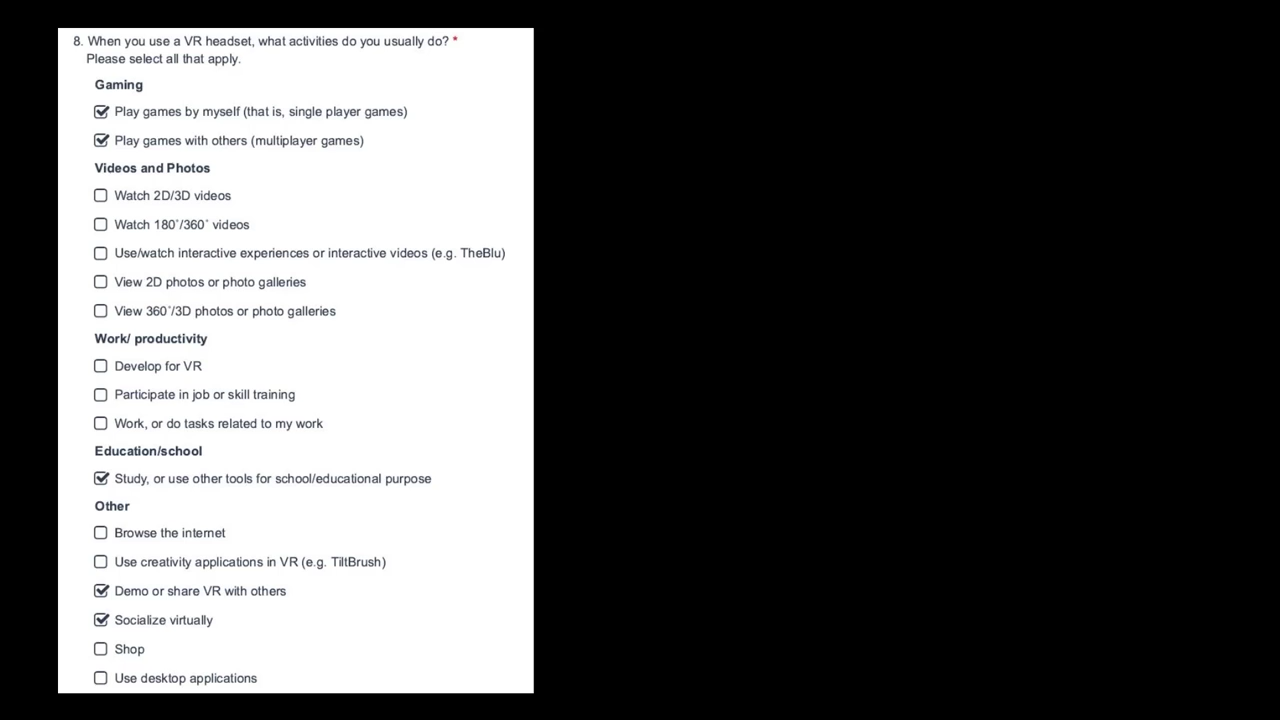 8. When you use a VR headset, what activities do you usually do? *
Please select all that apply.
Gaming
Play games by myself (that is, single player games)
Play games with others (multiplayer games)
Videos and Photos
Watch 2D/3D videos
Watch 180˚/360˚ videos
Use/watch interactive experiences or interactive videos (e.g. TheBlu)
View 2D photos or photo galleries
View 360˚/3D photos or photo galleries
Work/ productivity
Develop for VR
Participate in job or skill training
Work, or do tasks related to my work
Education/school
Study, or use other tools for school/educational purpose
Other
Browse the internet
Use creativity applications in VR (e.g. TiltBrush)
Demo or share VR with others
Socialize virtually
Shop
Use desktop applications